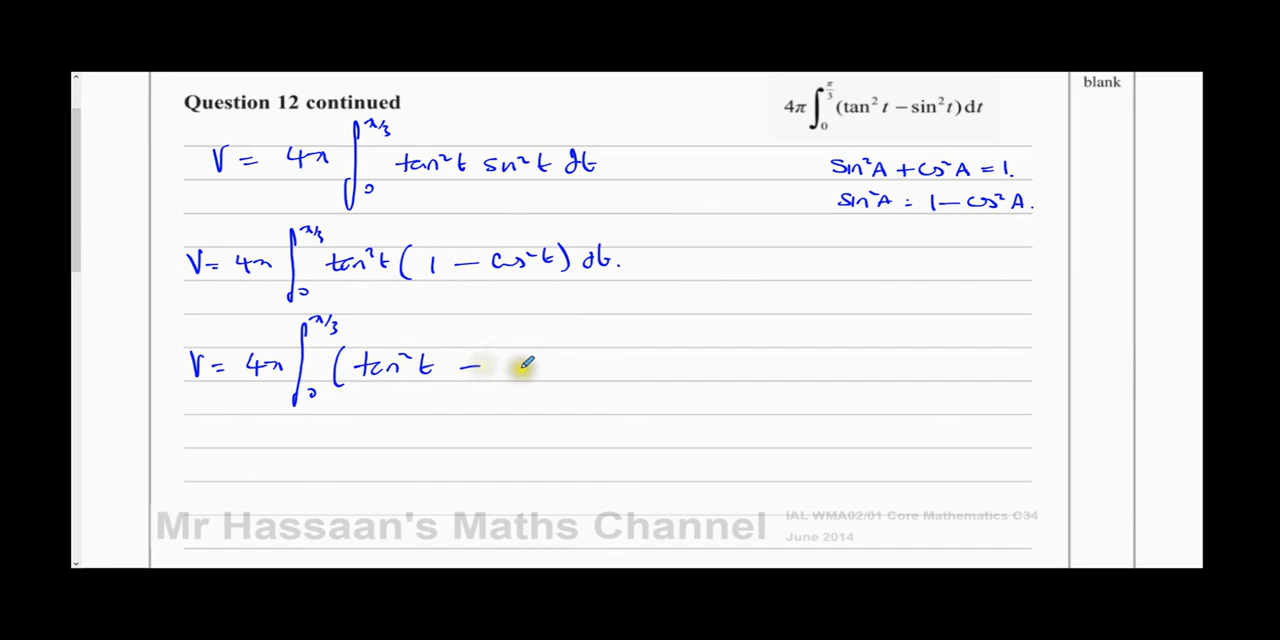 blank
Question 12 continued
4π ∫₀^{π/3} (tan² t − sin² t) dt
V = 4π ∫₀^{π/3} tan²t sn²t dt
Sin²A + Cos²A = 1.
Sin²A = 1 − Cos²A.
V = 4π ∫₀^{π/3} tan²t ( 1 − Cos²t) dt.
V = 4π ∫₀^{π/3} ( tan²t −
Mr Hassaan's Maths Channel
IAL WMA02/01 Core Mathematics C34
June 2014